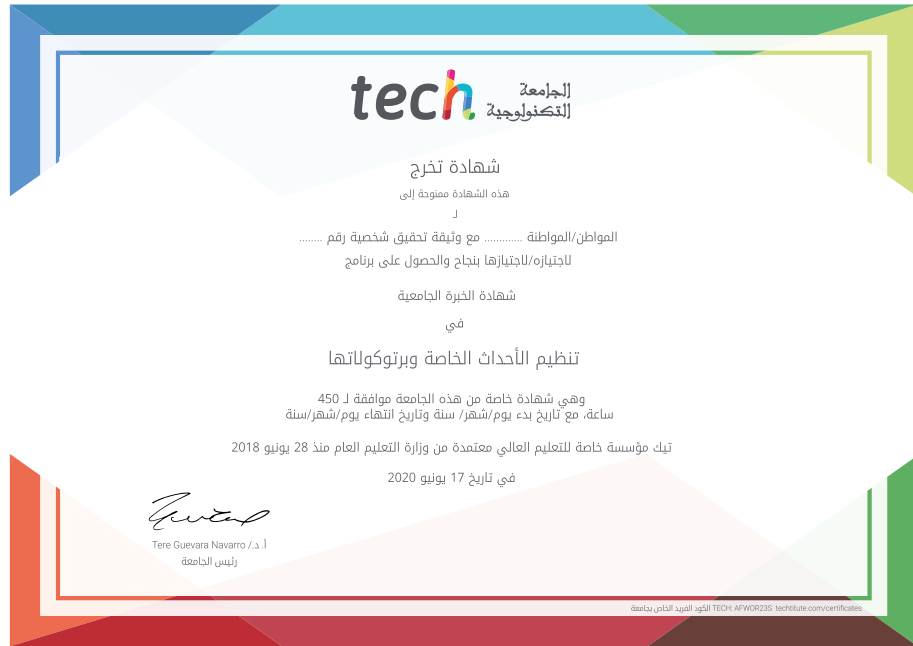 tech الجامعة
التكنولوجية
شهادة تخرج
هذه الشهادة ممنوحة إلى
لـ
المواطن/المواطنة ............ مع وثيقة تحقيق شخصية رقم ........
لاجتيازه/لاجتيازها بنجاح والحصول على برنامج
شهادة الخبرة الجامعية
في
تنظيم الأحداث الخاصة وبرتوكولاتها
وهي شهادة خاصة من هذه الجامعة موافقة لـ 450
ساعة، مع تاريخ بدء يوم/شهر/ سنة وتاريخ انتهاء يوم/شهر/سنة
تيك مؤسسة خاصة للتعليم العالي معتمدة من وزارة التعليم العام منذ 28 يونيو 2018
في تاريخ 17 يونيو 2020
أ. د./ Tere Guevara Navarro
رئيس الجامعة
الكود الفريد الخاص بجامعة TECH: AFWOR23S techtitute.com/certificates